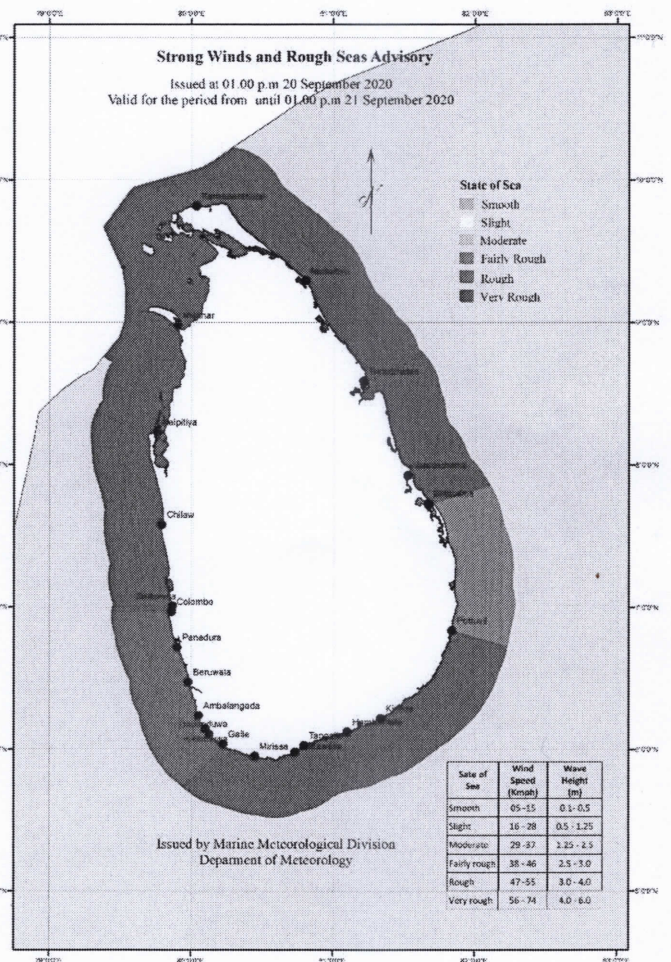 Strong Winds and Rough Seas Advisory
Issued at 01.00 p.m 20 September 2020
Valid for the period from until 01.00 p.m 21 September 2020
State of Sea
Smooth
Slight
Moderate
Fairly Rough
Rough
Very Rough
Chilaw
Colombo
Panadura
Beruwala
Ambalangada
Galle
Mirissa
Pottuvil
Sate of Sea
Wind Speed (Kmph)
Wave Height (m)
Smooth 05-15 0.1- 0.5
Slight 16 - 28 0.5 - 1.25
Moderate 29 -37 1.25 - 2.5
Fairly rough 38 - 46 2.5 - 3.0
Rough 47-55 3.0 - 4.0
Very rough 56 - 74 4.0 - 6.0
Issued by Marine Meteorological Division
Deparment of Meteorology